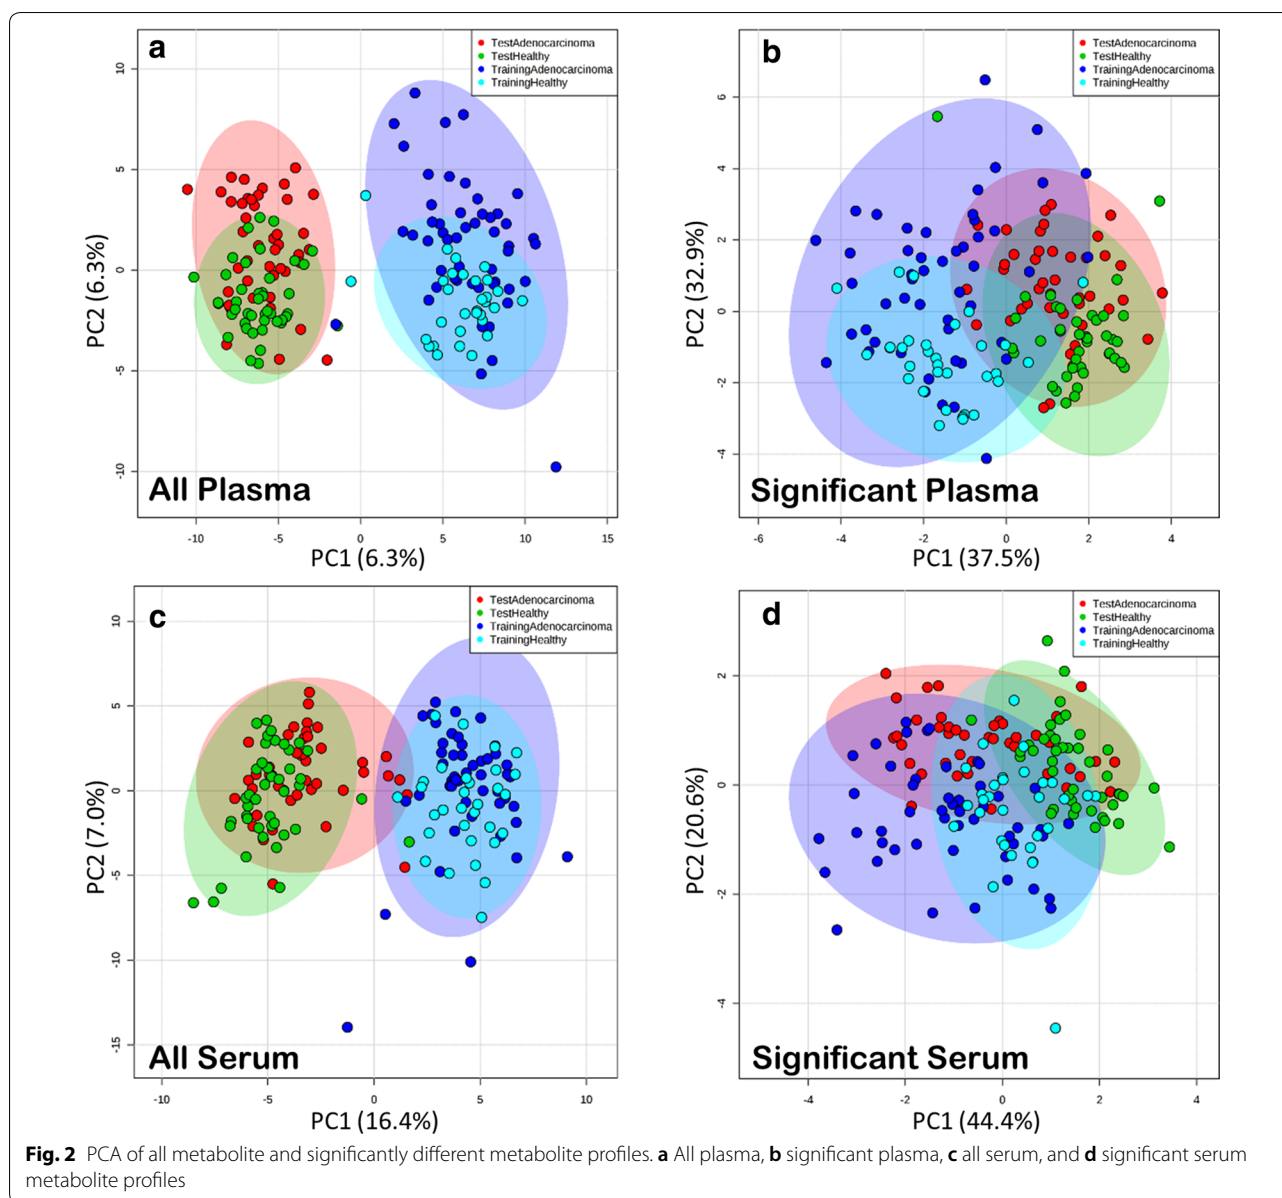 a
TestAdenocarcinoma
TestHealthy
TrainingAdenocarcinoma
TrainingHealthy
10
5
0
-5
-10
PC2 (6.3%)
All Plasma
-10
-5
0
5
10
15
PC1 (6.3%)
b
TestAdenocarcinoma
TestHealthy
TrainingAdenocarcinoma
TrainingHealthy
6
4
2
0
-2
-4
PC2 (32.9%)
Significant Plasma
-6
-4
-2
0
2
4
PC1 (37.5%)
c
TestAdenocarcinoma
TestHealthy
TrainingAdenocarcinoma
TrainingHealthy
10
5
0
-5
-10
-15
PC2 (7.0%)
All Serum
-10
-5
0
5
10
PC1 (16.4%)
d
TestAdenocarcinoma
TestHealthy
TrainingAdenocarcinoma
TrainingHealthy
2
0
-2
-4
PC2 (20.6%)
Significant Serum
-4
-2
0
2
4
PC1 (44.4%)
Fig. 2 PCA of all metabolite and significantly different metabolite profiles. a All plasma, b significant plasma, c all serum, and d significant serum
metabolite profiles